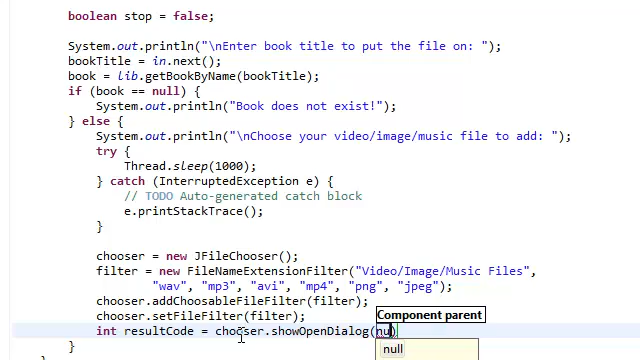 boolean stop = false;
System.out.println("\nEnter book title to put the file on: ");
bookTitle = in.next();
book = lib.getBookByName(bookTitle);
if (book == null) {
System.out.println("Book does not exist!");
} else {
System.out.println("\nChoose your video/image/music file to add: ");
try {
Thread.sleep(1000);
} catch (InterruptedException e) {
// TODO Auto-generated catch block
e.printStackTrace();
}
chooser = new JFileChooser();
filter = new FileNameExtensionFilter("Video/Image/Music Files",
"wav", "mp3", "avi", "mp4", "png", "jpeg");
chooser.addChoosableFileFilter(filter);
chooser.setFileFilter(filter);
Component parent
int resultCode = chooser.showOpenDialog(nu)
}
null